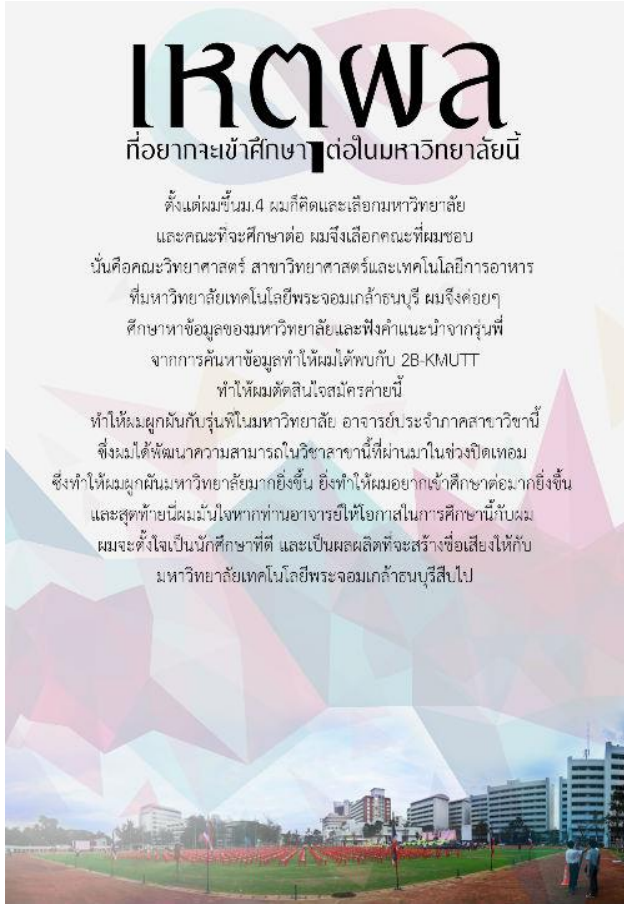 เหตุผล
ที่อยากจะเข้าศึกษาต่อในมหาวิทยาลัยนี้
ตั้งแต่ผมขึ้นม.4 ผมก็คิดและเลือกมหาวิทยาลัย
และคณะที่จะศึกษาต่อ ผมจึงเลือกคณะที่ผมชอบ
นั่นคือคณะวิทยาศาสตร์ สาขาวิทยาศาสตร์และเทคโนโลยีการอาหาร
ที่มหาวิทยาลัยเทคโนโลยีพระจอมเกล้าธนบุรี ผมจึงค่อยๆ
ศึกษาหาข้อมูลของมหาวิทยาลัยและฟังคำแนะนำจากรุ่นพี่
จากการค้นหาข้อมูลทำให้ผมได้พบกับ 2B-KMUTT
ทำให้ผมตัดสินใจสมัครค่ายนี้
ทำให้ผมผูกผันกับรุ่นพี่ในมหาวิทยาลัย อาจารย์ประจำภาคสาขาวิชานี้
ซึ่งผมได้พัฒนาความสามารถในวิชาสาขานี้ที่ผ่านมาในช่วงปิดเทอม
ซึ่งทำให้ผมผูกผันมหาวิทยาลัยมากยิ่งขึ้น ยิ่งทำให้ผมอยากเข้าศึกษาต่อมากยิ่งขึ้น
และสุดท้ายนี่ผมมั่นใจหากท่านอาจารย์ให้โอกาสในการศึกษานี้กับผม
ผมจะตั้งใจเป็นนักศึกษาที่ดี และเป็นผลผลิตที่จะสร้างชื่อเสียงให้กับ
มหาวิทยาลัยเทคโนโลยีพระจอมเกล้าธนบุรีสืบไป